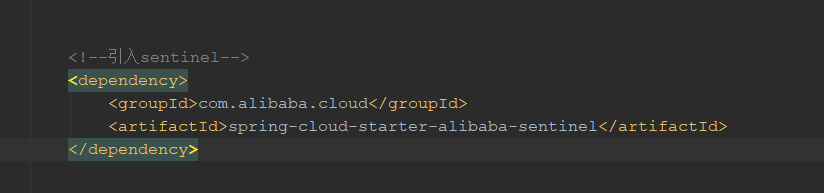 <!--引入sentinel-->
<dependency>
    <groupId>com.alibaba.cloud</groupId>
    <artifactId>spring-cloud-starter-alibaba-sentinel</artifactId>
</dependency>